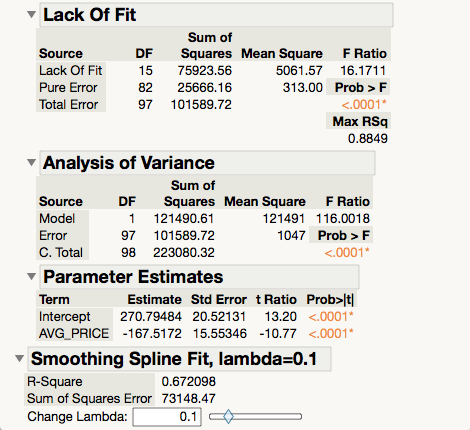 Lack Of Fit
Sum of
Source DF Squares Mean Square F Ratio
Lack Of Fit 15 75923.56 5061.57 16.1711
Pure Error 82 25666.16 313.00 Prob > F
Total Error 97 101589.72 <.0001*
Max RSq
0.8849
Analysis of Variance
Sum of
Source DF Squares Mean Square F Ratio
Model 1 121490.61 121491 116.0018
Error 97 101589.72 1047 Prob > F
C. Total 98 223080.32 <.0001*
Parameter Estimates
Term Estimate Std Error t Ratio Prob>|t|
Intercept 270.79484 20.52131 13.20 <.0001*
AVG_PRICE -167.5172 15.55346 -10.77 <.0001*
Smoothing Spline Fit, lambda=0.1
R-Square 0.672098
Sum of Squares Error 73148.47
Change Lambda: 0.1